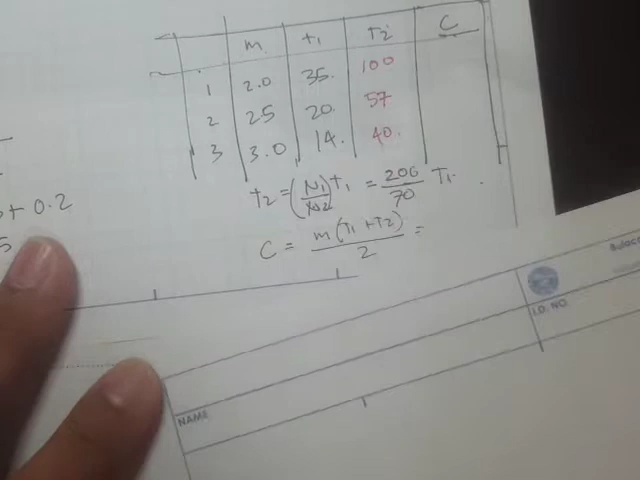 m. t1 T2 C
1 2.0 35. 100
2 25 20. 57
3 3.0 14. 40.
T2 = (N1/N2) t1 = 200/70 T1.
+ 0.2
5
C = m(T1 + T2)/2 =
I.D. NO.
NAME